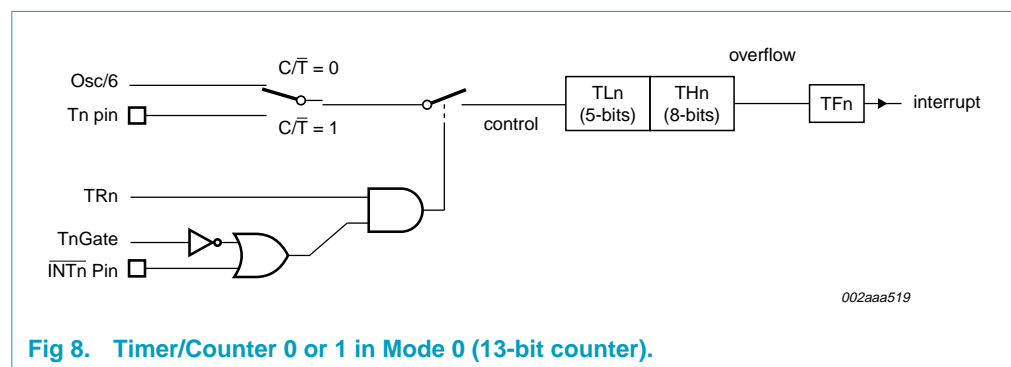 overflow
C/T̅ = 0
Osc/6
TLn
(5-bits)
THn
(8-bits)
TFn
interrupt
Tn pin
C/T̅ = 1
control
TRn
TnGate
I̅N̅T̅n̅ Pin
002aaa519
Fig 8. Timer/Counter 0 or 1 in Mode 0 (13-bit counter).